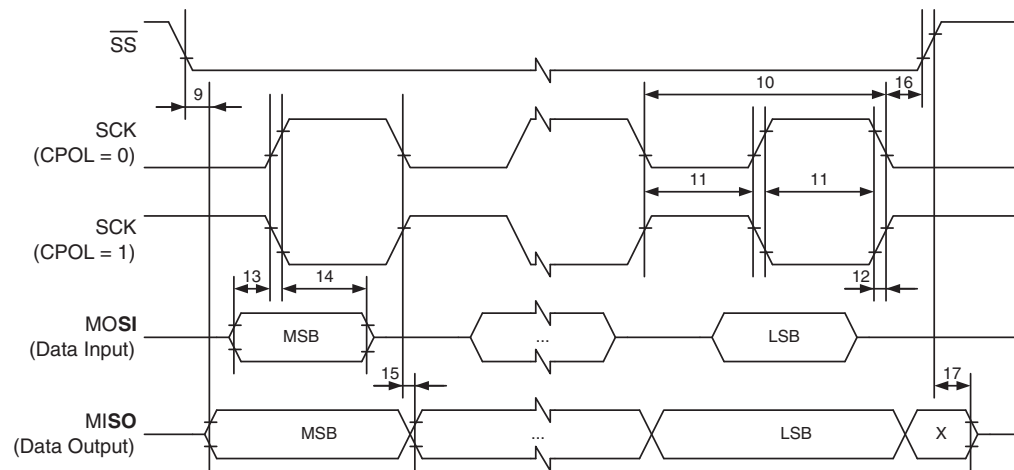 SS
10
16
9
SCK
(CPOL = 0)
11
11
SCK
(CPOL = 1)
13
14
12
MOSI
(Data Input)
MSB
...
LSB
15
17
MISO
(Data Output)
MSB
...
LSB
X